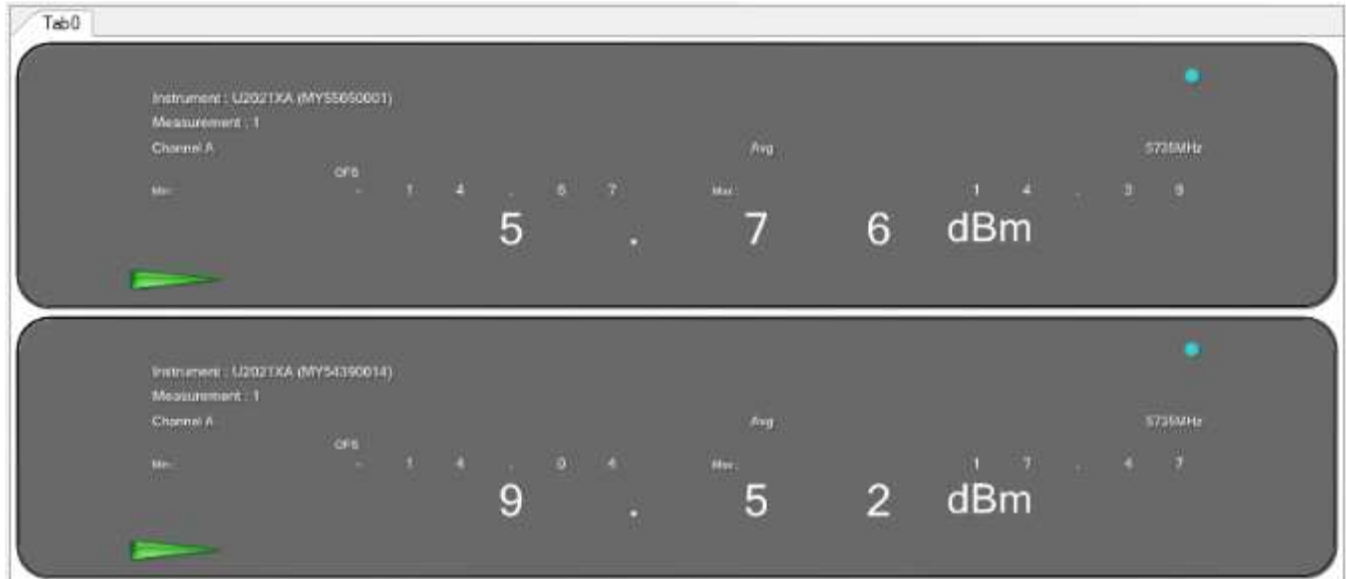 Tab0
Instrument : U2021XA (MY55650001)
Measurement : 1
Channel A Avg 5735MHz
OFS
Min: - 1 4 . 6 7 Max: 1 4 . 3 9
5 . 7 6 dBm
Instrument : U2021XA (MY54390014)
Measurement : 1
Channel A Avg 5735MHz
OFS
Min: - 1 4 . 0 4 Max: 1 7 . 4 7
9 . 5 2 dBm